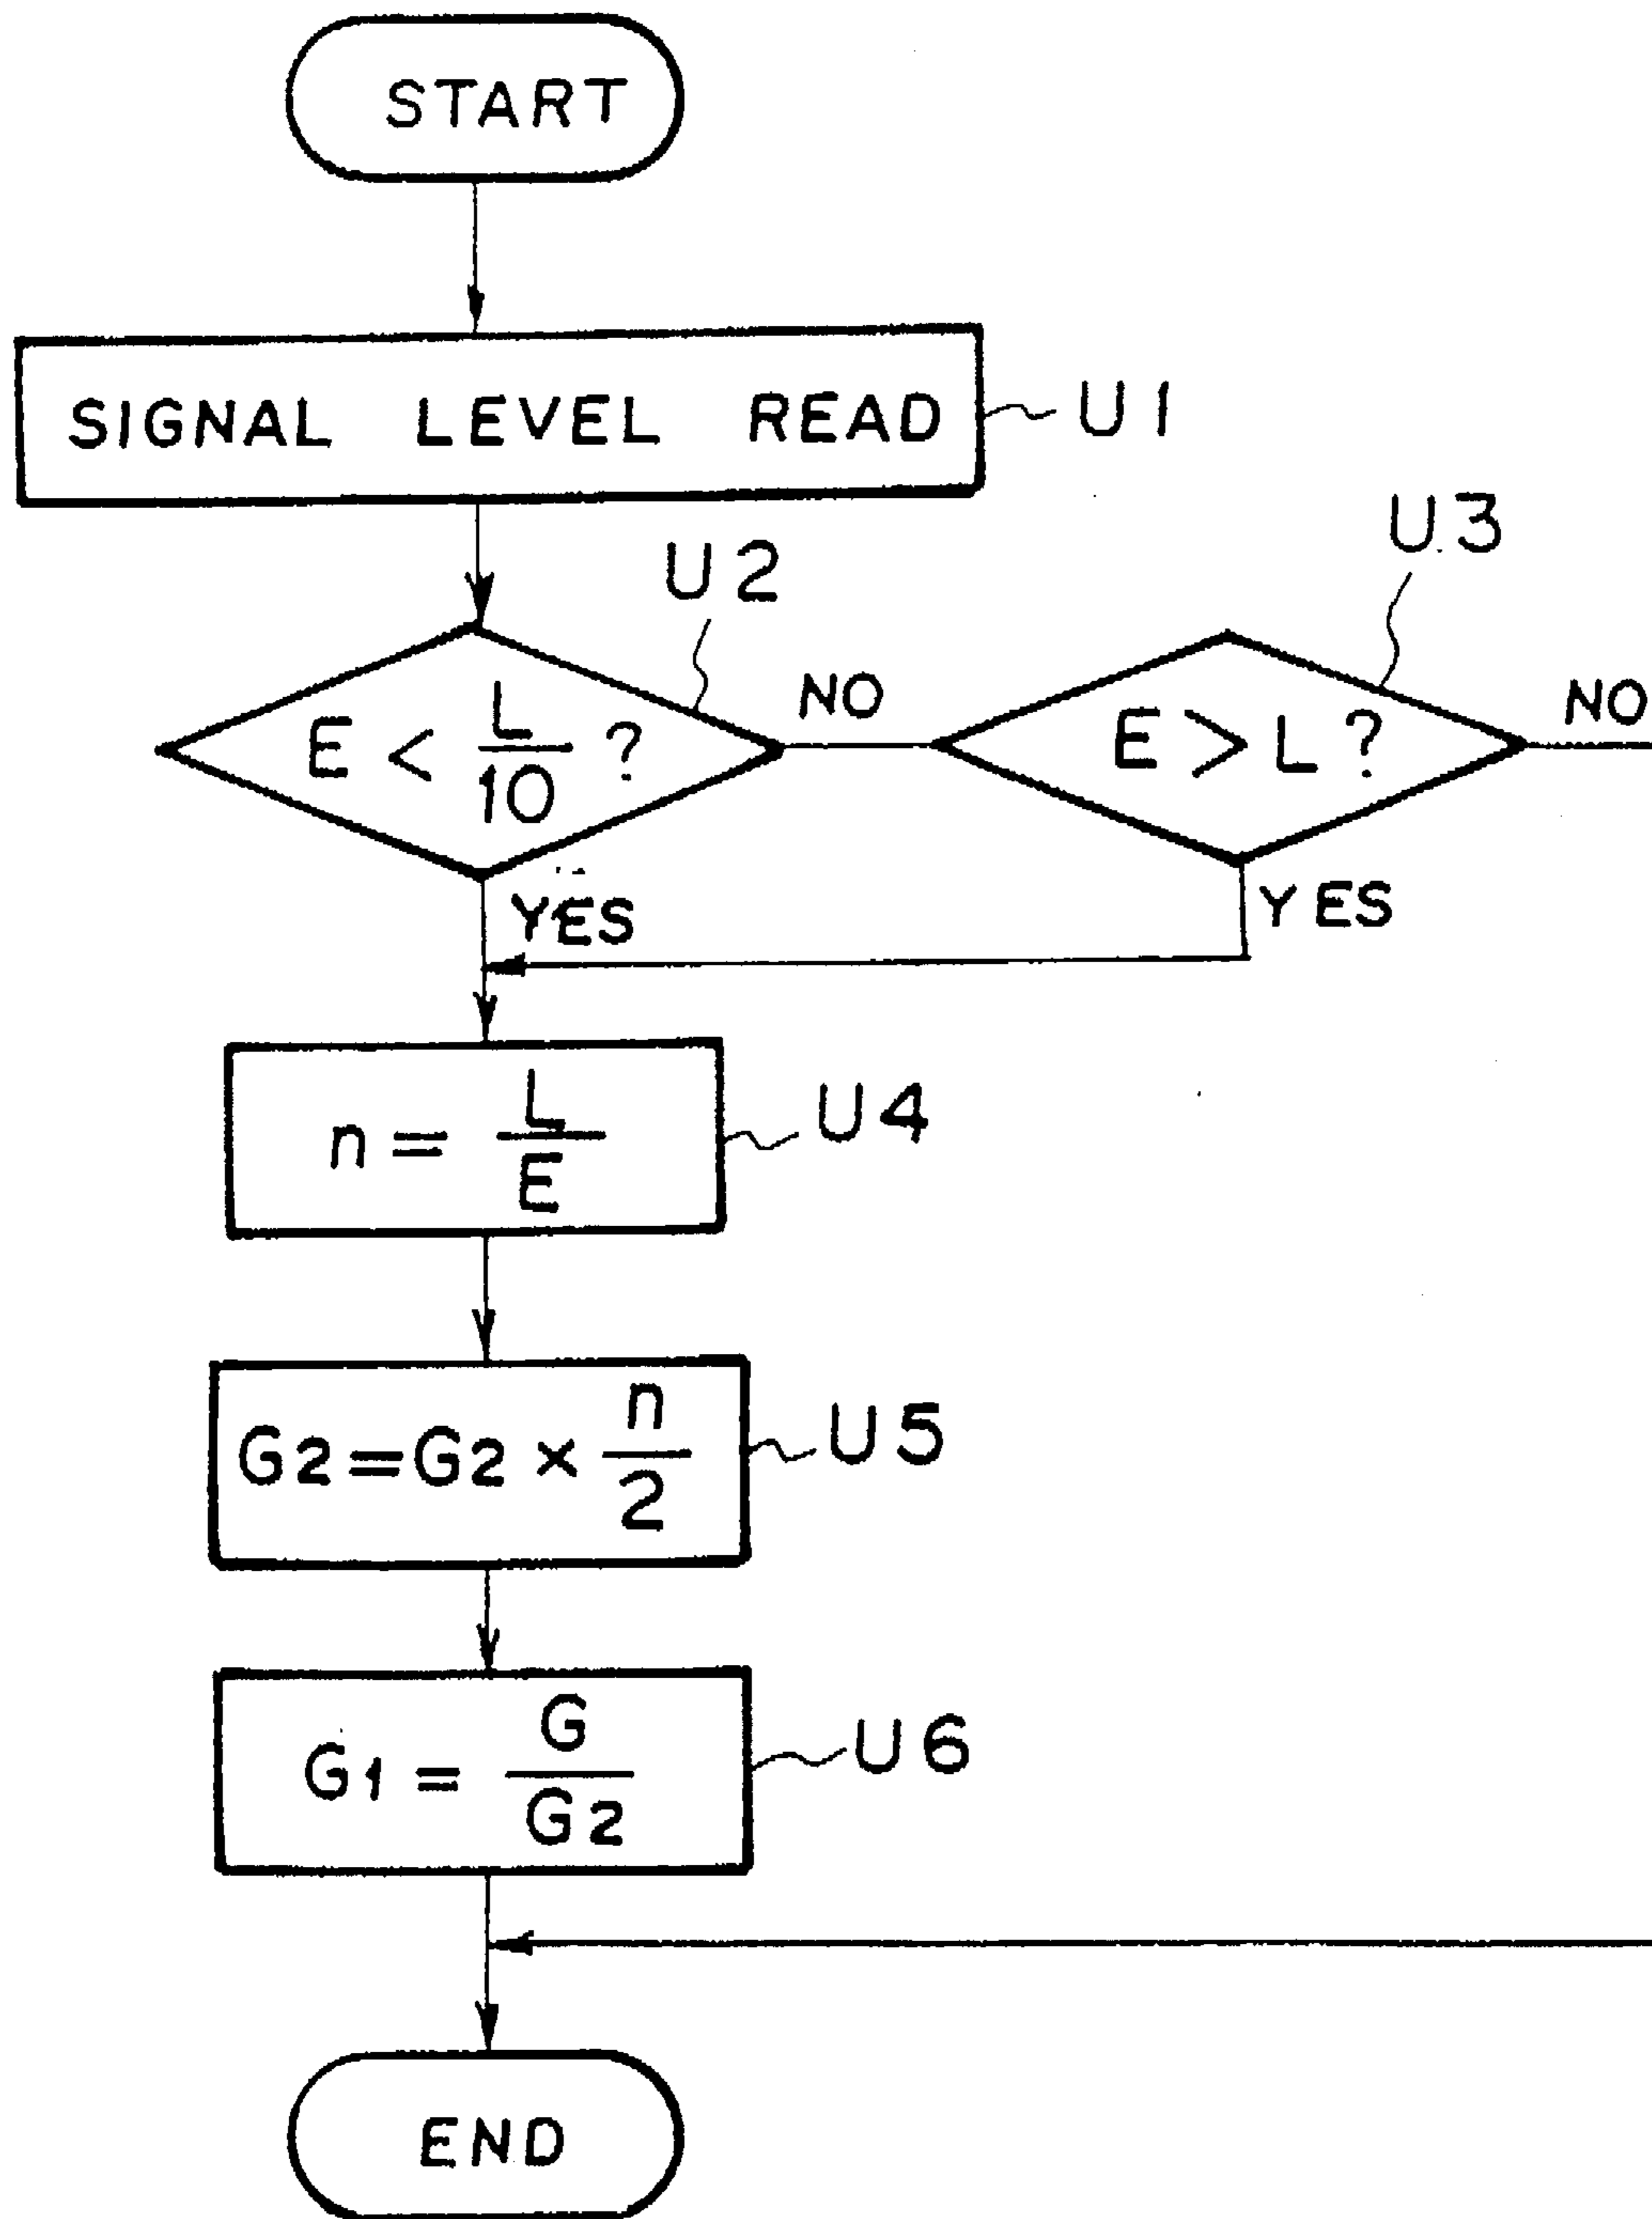 START
SIGNAL LEVEL READ
U1
U2
U3
E < L/10 ?
NO
E > L ?
NO
YES
YES
n = L/E
U4
G2 = G2 × n/2
U5
G1 = G/G2
U6
END